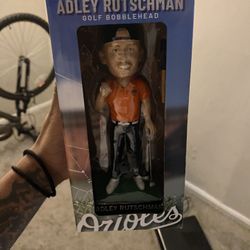 ADLEY RUTSCHMAN
GOLF BOBBLEHEAD
ADLEY RUTSCHMAN
Orioles